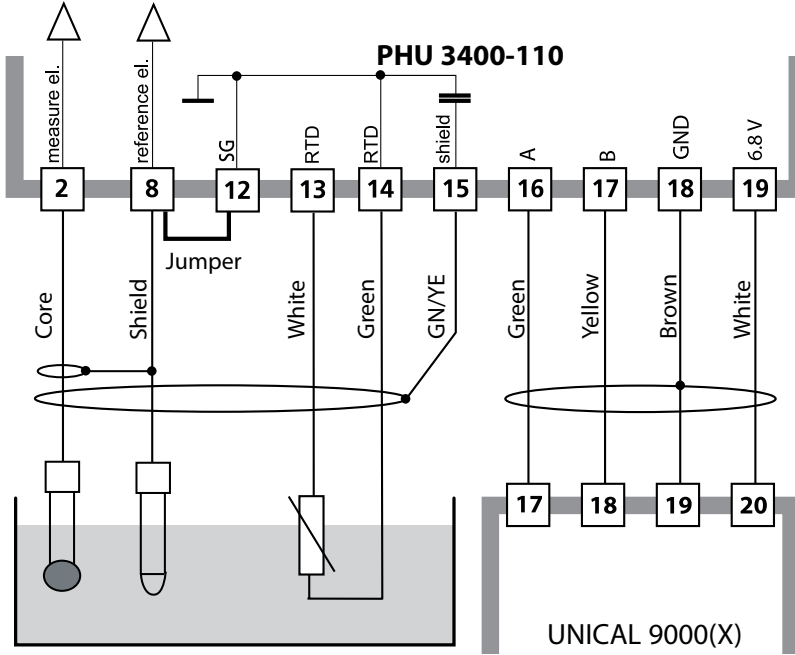 PHU 3400-110
measure el.
reference el.
SG
RTD
RTD
shield
A
B
GND
6.8 V
2
8
12
13
14
15
16
17
18
19
Jumper
Core
Shield
White
Green
GN/YE
Green
Yellow
Brown
White
17
18
19
20
UNICAL 9000(X)